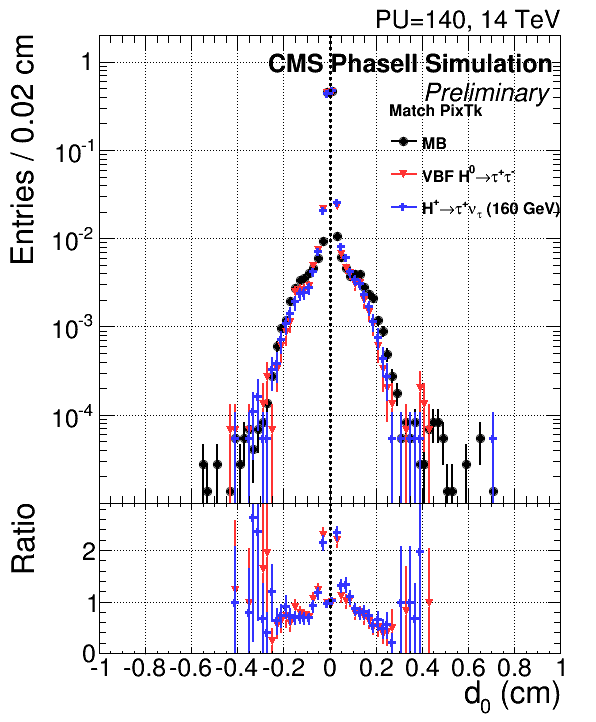 PU=140, 14 TeV
CMS PhaseII Simulation
Preliminary
Match PixTk
MB
VBF H⁰→τ⁺τ⁻
H⁺→τ⁺ν_τ (160 GeV)
Entries / 0.02 cm
1
10⁻¹
10⁻²
10⁻³
10⁻⁴
Ratio
2
1
0
-1 -0.8 -0.6 -0.4 -0.2 0 0.2 0.4 0.6 0.8 1
d₀ (cm)